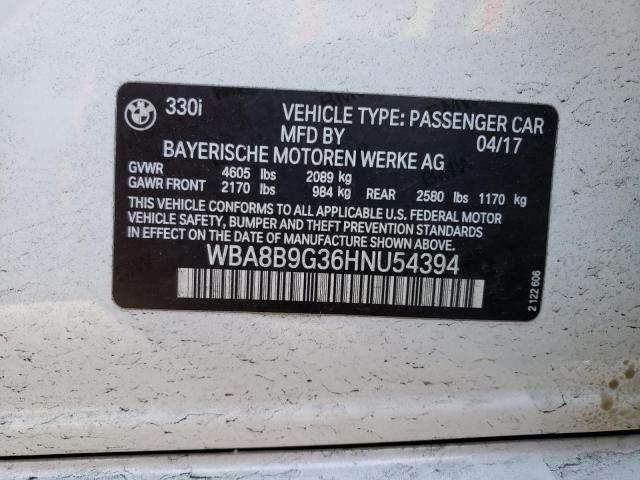 330i
VEHICLE TYPE: PASSENGER CAR
MFD BY 04/17
BAYERISCHE MOTOREN WERKE AG
GVWR 4605 lbs 2089 kg
GAWR FRONT 2170 lbs 984 kg REAR 2580 lbs 1170 kg
THIS VEHICLE CONFORMS TO ALL APPLICABLE U.S. FEDERAL MOTOR
VEHICLE SAFETY, BUMPER AND THEFT PREVENTION STANDARDS
IN EFFECT ON THE DATE OF MANUFACTURE SHOWN ABOVE.
WBA8B9G36HNU54394
2 122 606